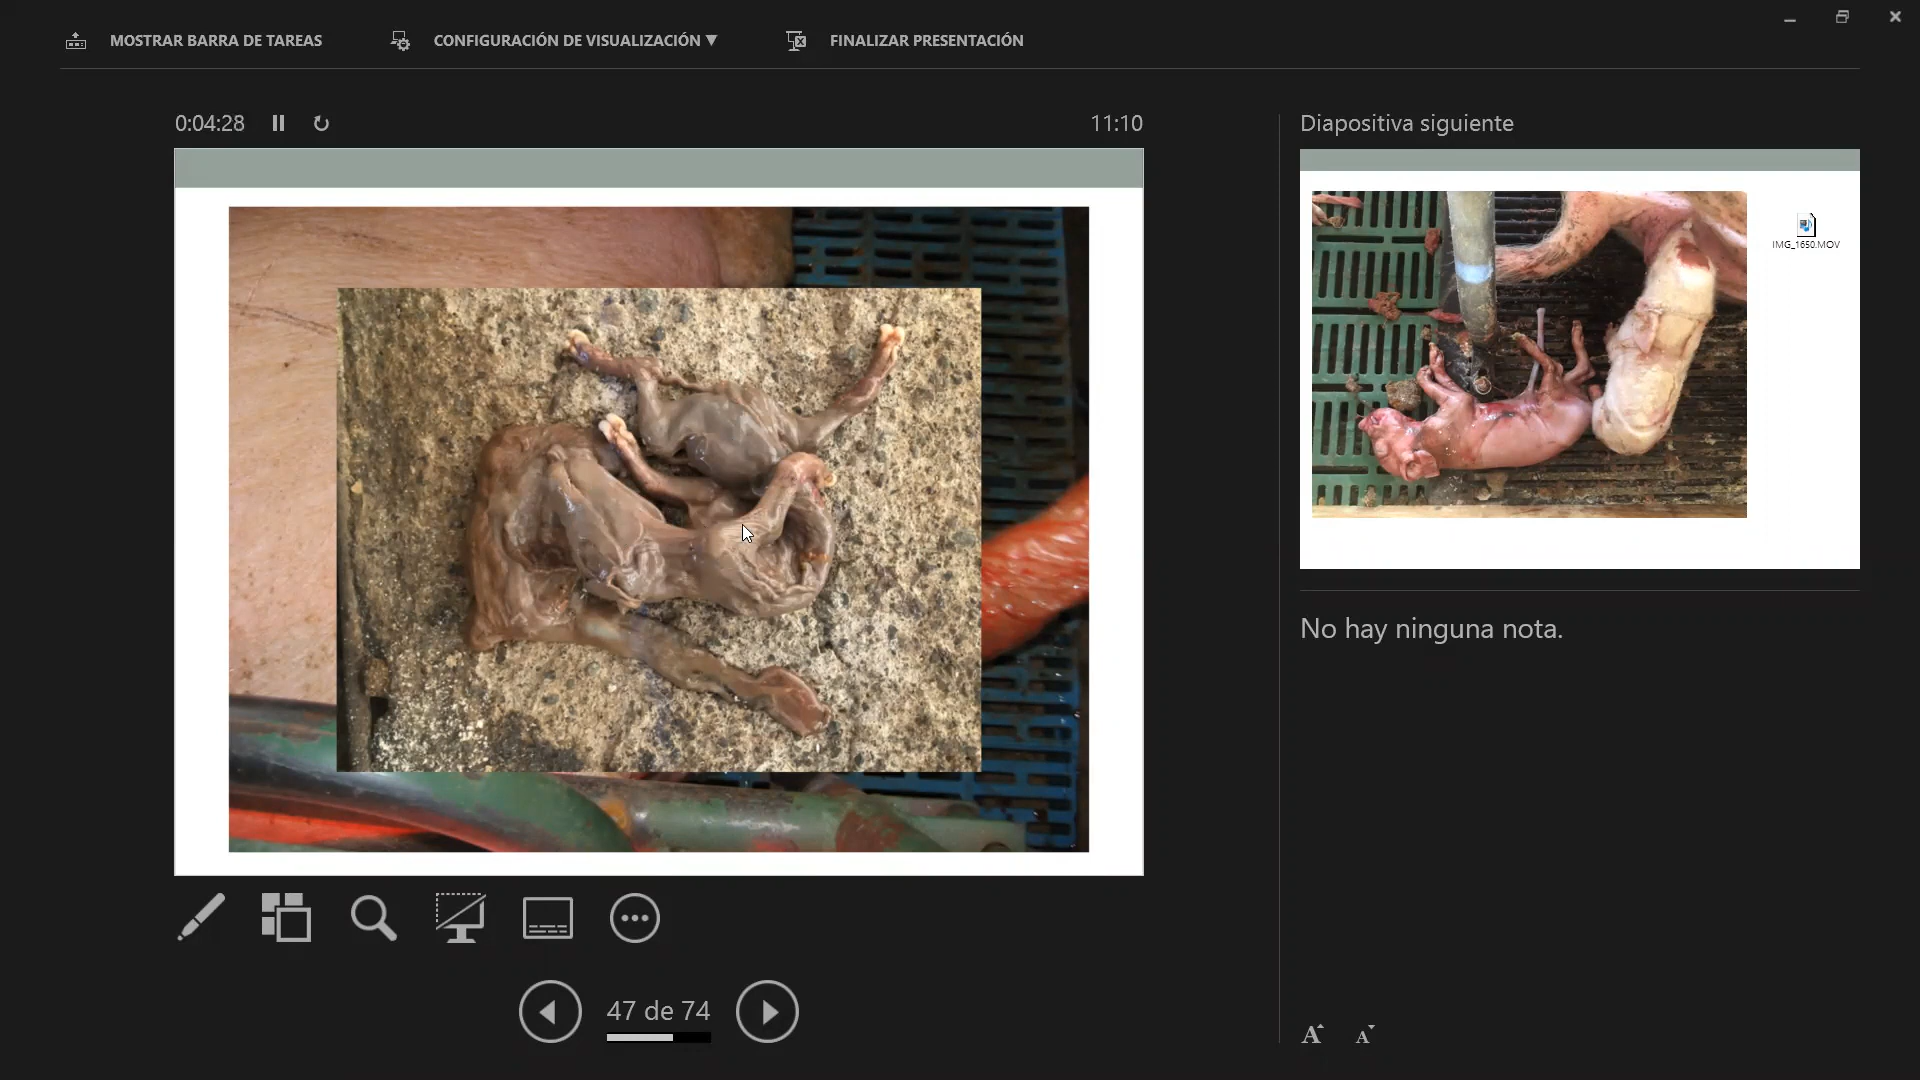 MOSTRAR BARRA DE TAREAS
CONFIGURACIÓN DE VISUALIZACIÓN ▼
FINALIZAR PRESENTACIÓN
0:04:28
11:10
Diapositiva siguiente
IMG_1650.MOV
No hay ninguna nota.
47 de 74
A A